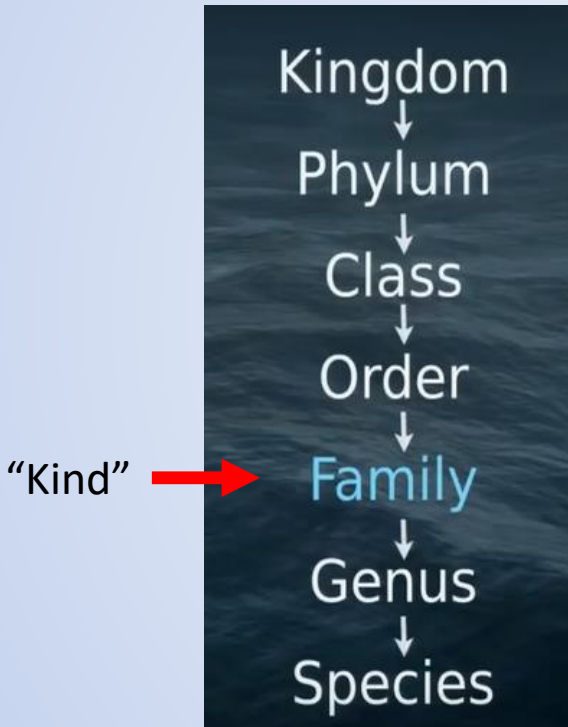 Kingdom
Phylum
Class
Order
“Kind”
Family
Genus
Species